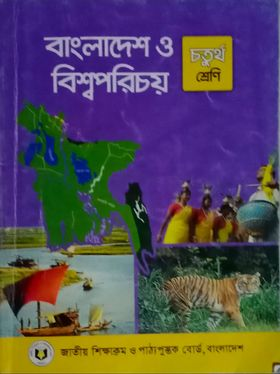 বাংলাদেশ ও
বিশ্বপরিচয়
চতুর্থ
শ্রেণি
জাতীয় শিক্ষাক্রম ও পাঠ্যপুস্তক বোর্ড, বাংলাদেশ